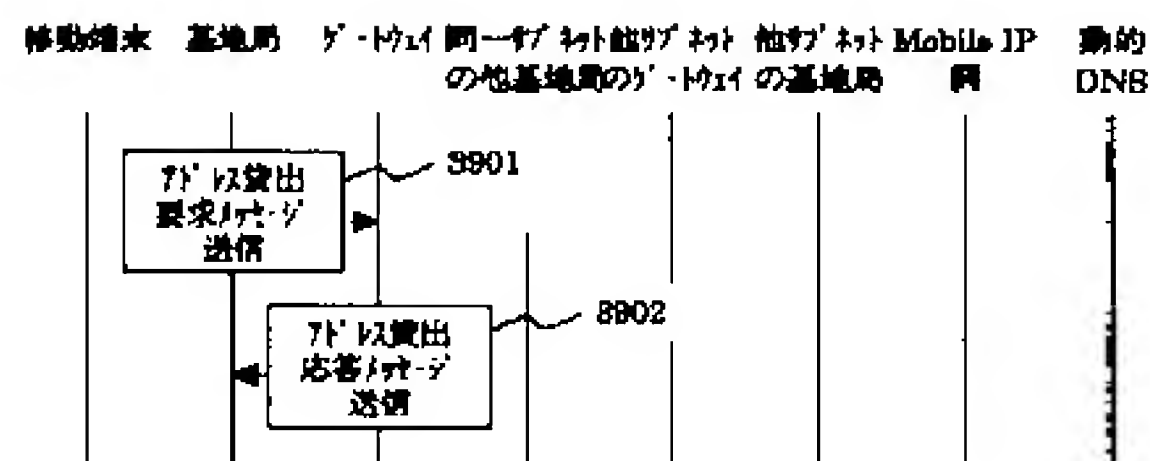 移動端末 基地局 ｹﾞｰﾄｳｪｲ 同一ｻﾌﾞﾈｯﾄ 他ｻﾌﾞﾈｯﾄ 他ｻﾌﾞﾈｯﾄ Mobile IP 動的
の他基地局 のｹﾞｰﾄｳｪｲ の基地局 網 DNS
ｱﾄﾞﾚｽ貸出
要求ﾒｯｾｰｼﾞ
送信
3901
ｱﾄﾞﾚｽ貸出
応答ﾒｯｾｰｼﾞ
送信
3902